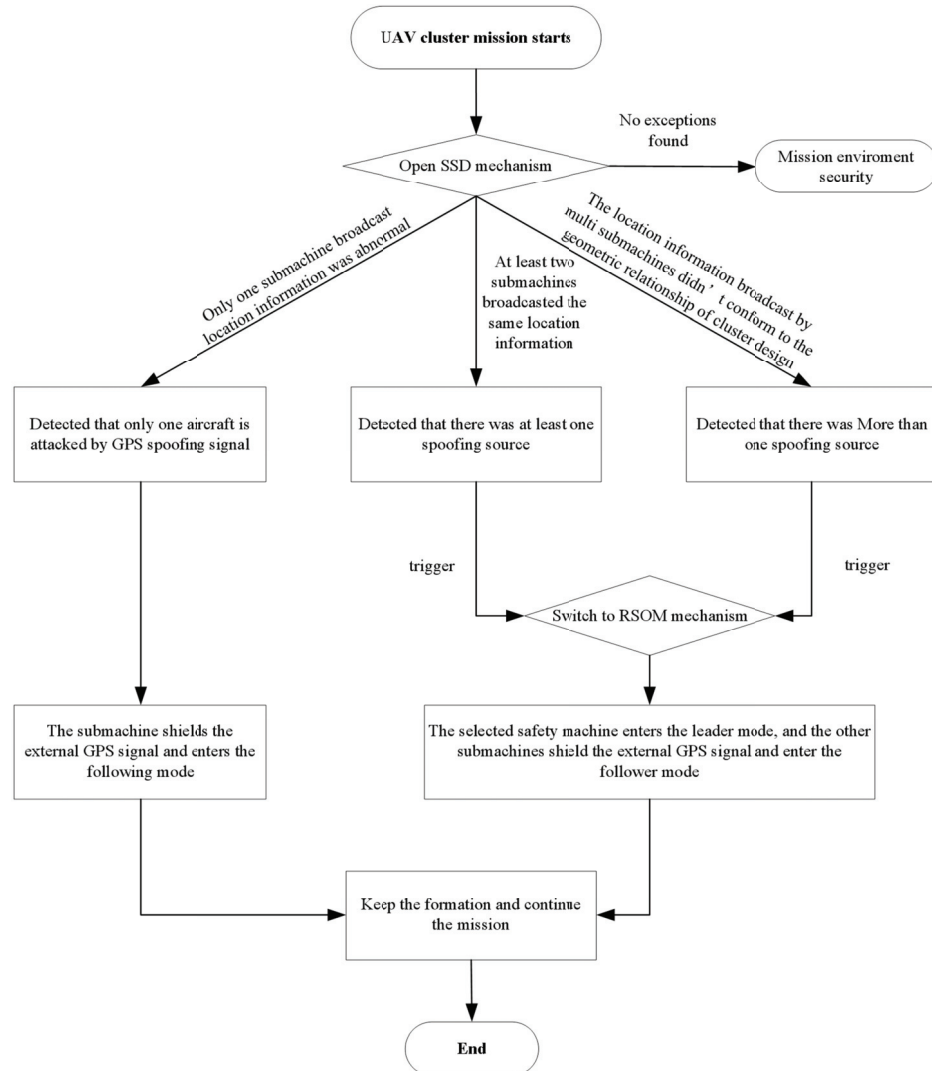 UAV cluster mission starts
No exceptions
found
Open SSD mechanism
Mission enviroment
security
Only one submachine broadcast
location information was abnormal
At least two
submachines
broadcasted the
same location
information
The location information broadcast by
multi submachines didn’t conform to the
geometric relationship of cluster design
Detected that only one aircraft is
attacked by GPS spoofing signal
Detected that there was at least one
spoofing source
Detected that there was More than
one spoofing source
trigger
trigger
Switch to RSOM mechanism
The submachine shields the
external GPS signal and enters the
following mode
The selected safety machine enters the leader mode, and the other
submachines shield the external GPS signal and enter the
follower mode
Keep the formation and continue
the mission
End